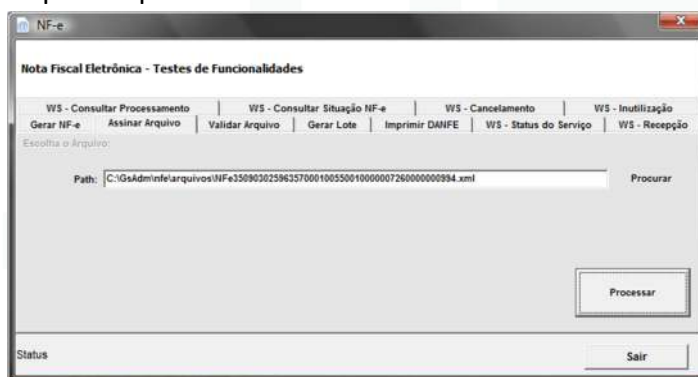 NF-e
Nota Fiscal Eletrônica - Testes de Funcionalidades
WS - Consultar Processamento WS - Consultar Situação NF-e WS - Cancelamento WS - Inutilização
Gerar NF-e Assinar Arquivo Validar Arquivo Gerar Lote Imprimir DANFE WS - Status do Serviço WS - Recepção
Escolha o Arquivo:
Path: Procurar
Processar
Status Sair